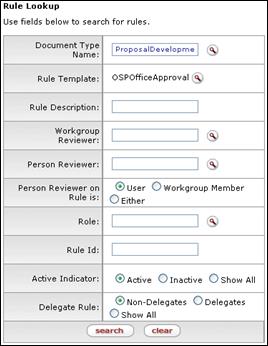 Rule Lookup
Use fields below to search for rules.
Document Type Name: ProposalDevelopme
Rule Template: OSPOfficeApproval
Rule Description:
Workgroup Reviewer:
Person Reviewer:
Person Reviewer on Rule is: User Workgroup Member Either
Role:
Rule Id:
Active Indicator: Active Inactive Show All
Delegate Rule: Non-Delegates Delegates Show All
search clear